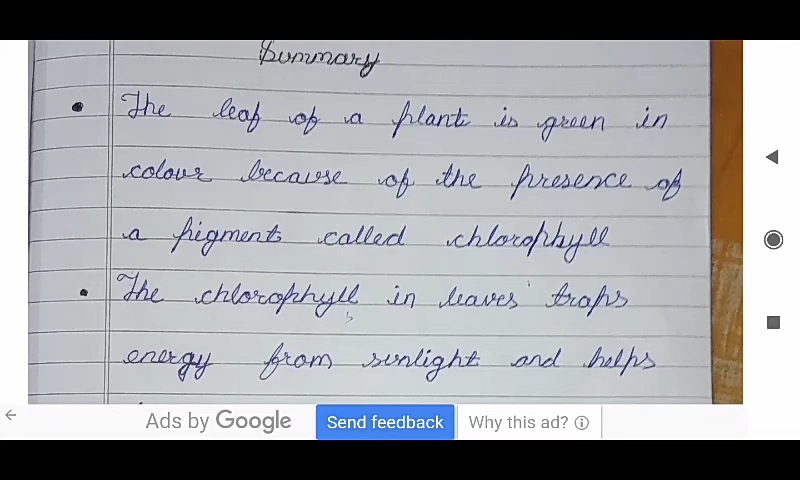 Summary
• The leaf of a plant is green in
colour because of the presence of
a pigment called chlorophyll
• The chlorophyll in leaves traps
energy from sunlight and helps
Ads by Google
Send feedback
Why this ad?